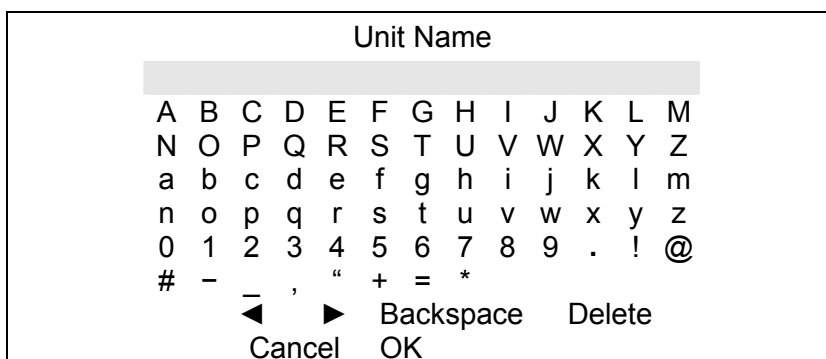 Unit Name
A B C D E F G H I J K L M
N O P Q R S T U V W X Y Z
a b c d e f g h i j k l m
n o p q r s t u v w x y z
0 1 2 3 4 5 6 7 8 9 . ! @
# – _ , “ + = *
◄ ► Backspace Delete
Cancel OK